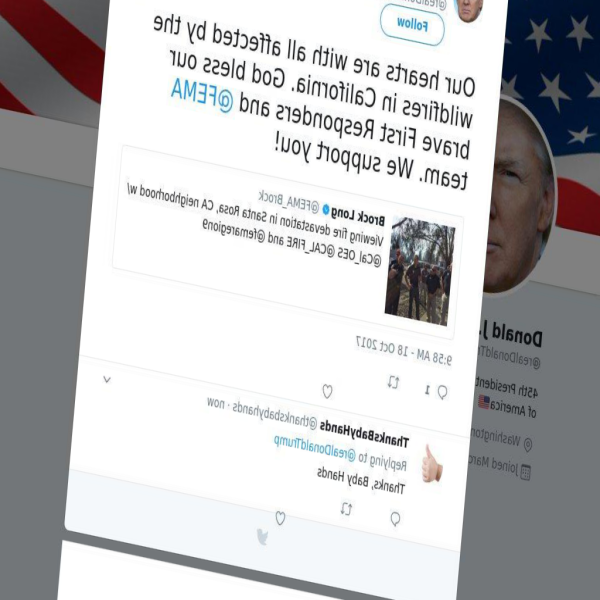 @realDon
Follow
Our hearts are with all affected by the
wildfires in California. God bless our
brave First Responders and @FEMA
team. We support you!
Brock Long @FEMA_Brock
Viewing fire devastation in Santa Rosa, CA neighborhood w/
@Cal_OES @CAL_FIRE and @femaregion9
9:58 AM - 18 Oct 2017
1
ThanksBabyHands @thanksbabyhands · now
Replying to @realDonaldTrump
Thanks, Baby Hands
Donald J.
@realDonaldTr
45th President
of America
Washington
Joined March